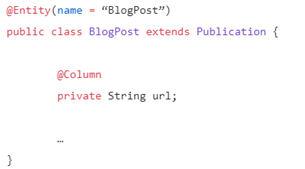 @Entity(name = “BlogPost”)
public class BlogPost extends Publication {
@Column
private String url;
…
}